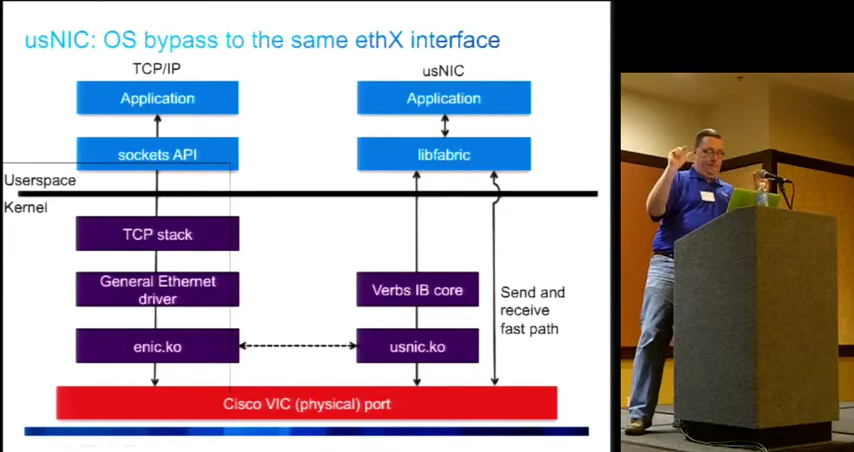 usNIC: OS bypass to the same ethX interface
TCP/IP
usNIC
Application
Application
sockets API
libfabric
Userspace
Kernel
TCP stack
General Ethernet
driver
Verbs IB core
Send and
receive
fast path
enic.ko
usnic.ko
Cisco VIC (physical) port